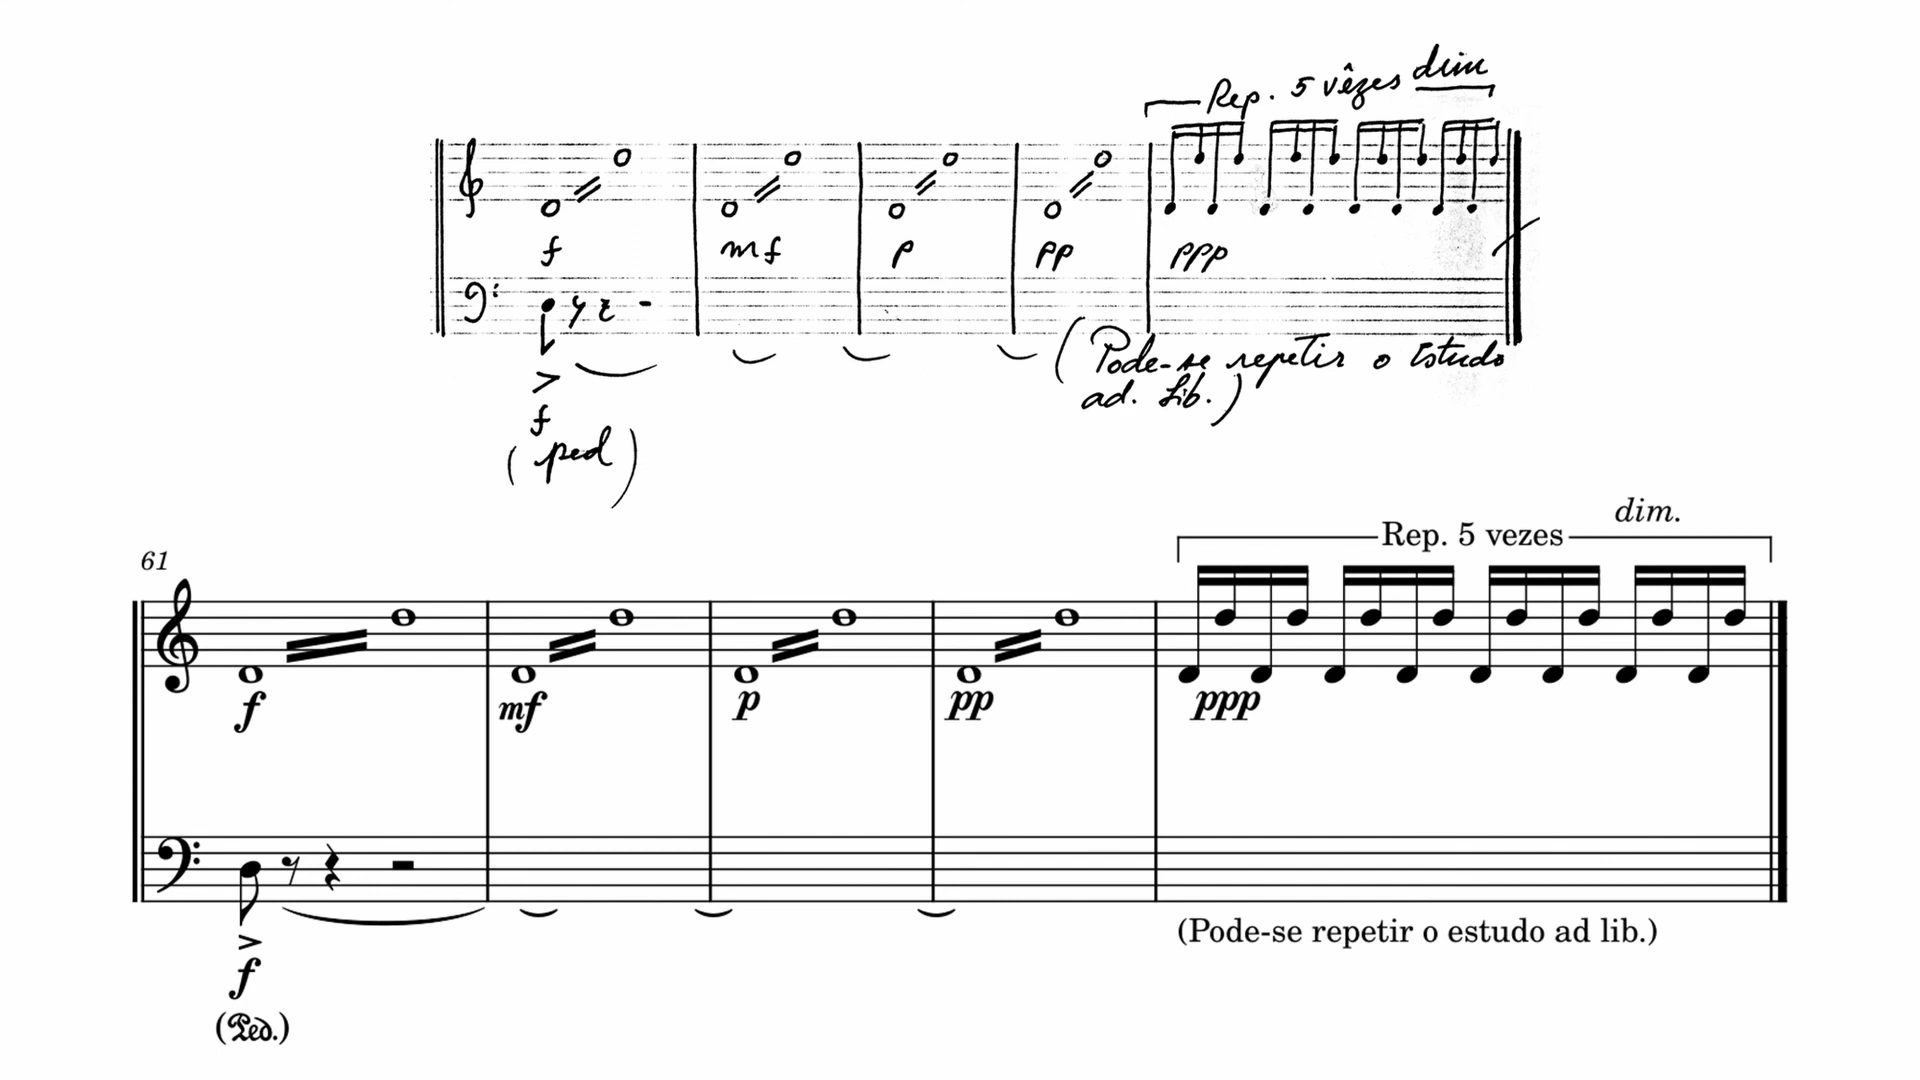 Rep. 5 vêzes dim
f mf p pp ppp
f
(ped)
(Pode-se repetir o Estudo
ad. lib.)
dim.
Rep. 5 vezes
61
f mf p pp ppp
(Pode-se repetir o estudo ad lib.)
f
(Ped.)